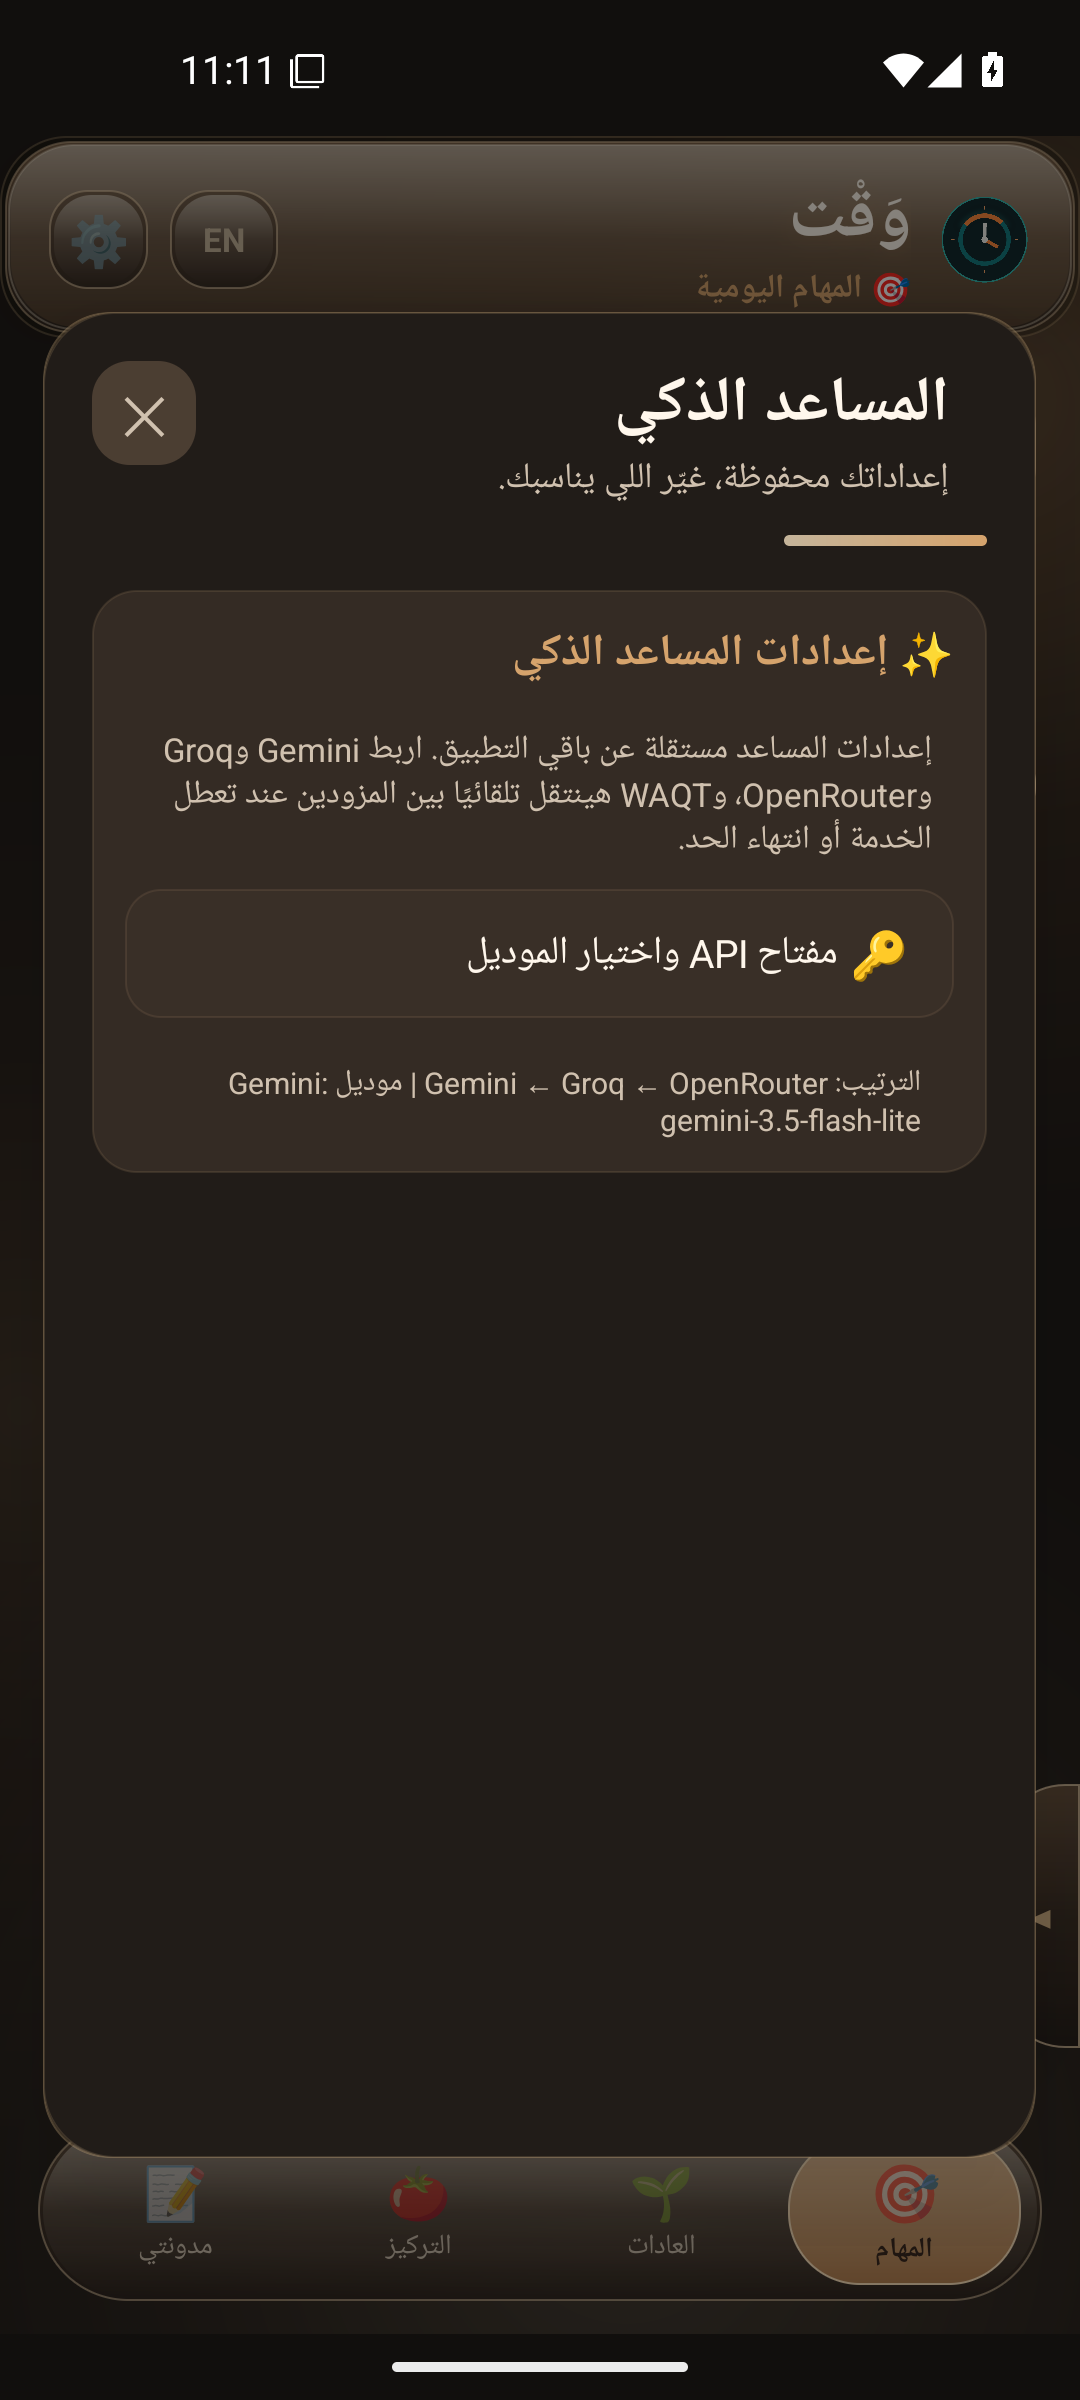 11:11
وَقْت
المهام اليومية
EN
المساعد الذكي
إعداداتك محفوظة، غيّر اللي يناسبك.
إعدادات المساعد الذكي
إعدادات المساعد مستقلة عن باقي التطبيق. اربط Gemini وGroq
وOpenRouter، وWAQT هينتقل تلقائيًا بين المزودين عند تعطل
الخدمة أو انتهاء الحد.
مفتاح API واختيار الموديل
الترتيب: Gemini ← Groq ← OpenRouter | موديل Gemini:
gemini-3.5-flash-lite
المهام
العادات
التركيز
مدونتي